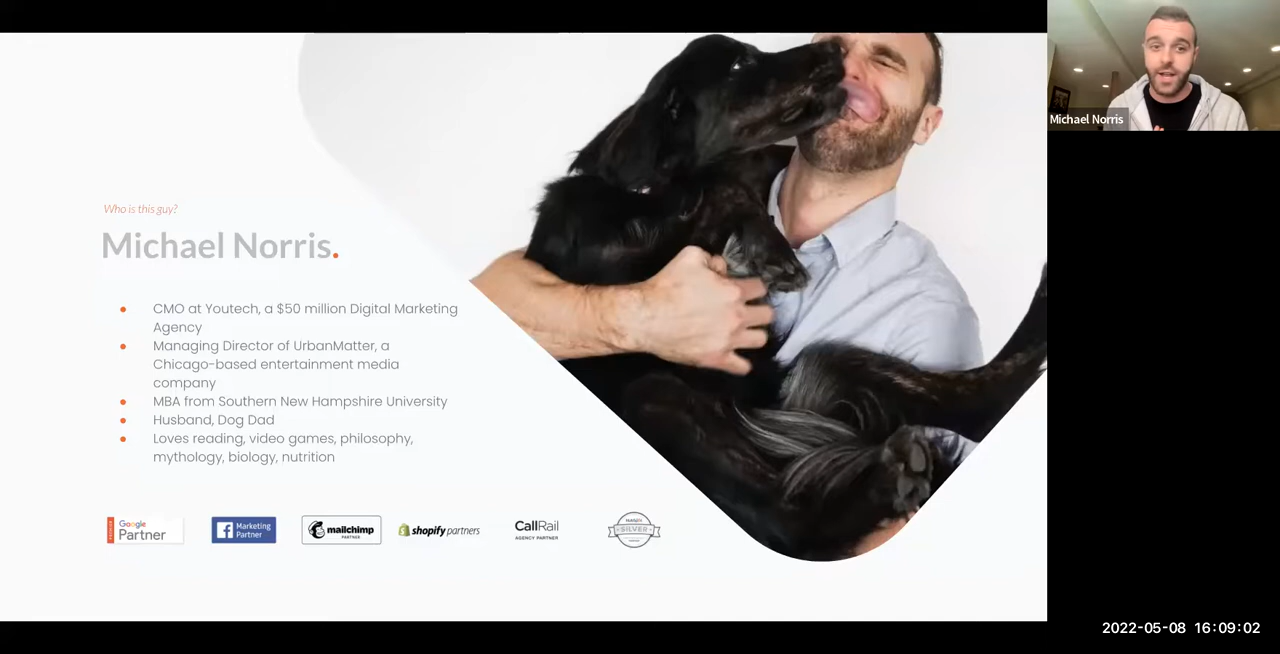 Michael Norris
Who is this guy?
Michael Norris.
CMO at Youtech, a $50 million Digital Marketing
Agency
Managing Director of UrbanMatter, a
Chicago-based entertainment media
company
MBA from Southern New Hampshire University
Husband, Dog Dad
Loves reading, video games, philosophy,
mythology, biology, nutrition
Google
Partner
Marketing
Partner
mailchimp
PARTNER
shopify partners
CallRail
AGENCY PARTNER
HubSpot
SILVER
2022-05-08 16:09:02